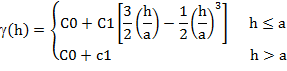 γ(h) = { C0 + C1 [ 3/2 (h/a) − 1/2 (h/a)³ ] h ≤ a
C0 + c1 h > a